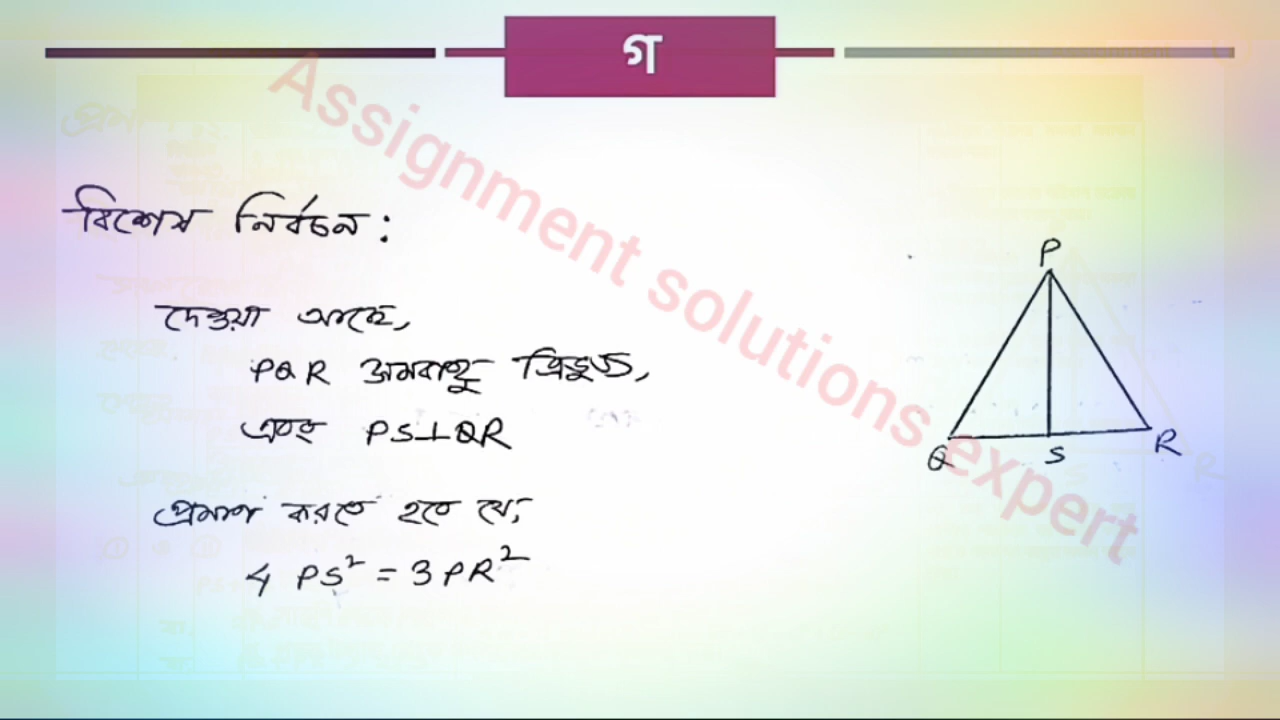 গ
বিশেষ নির্বচন:
দেওয়া আছে,
PQR সমবাহু ত্রিভুজ,
এবং PS⊥QR
প্রমাণ করতে হবে যে,
4 PS² = 3 PR²
P
Q
S
R
Assignment solutions expert